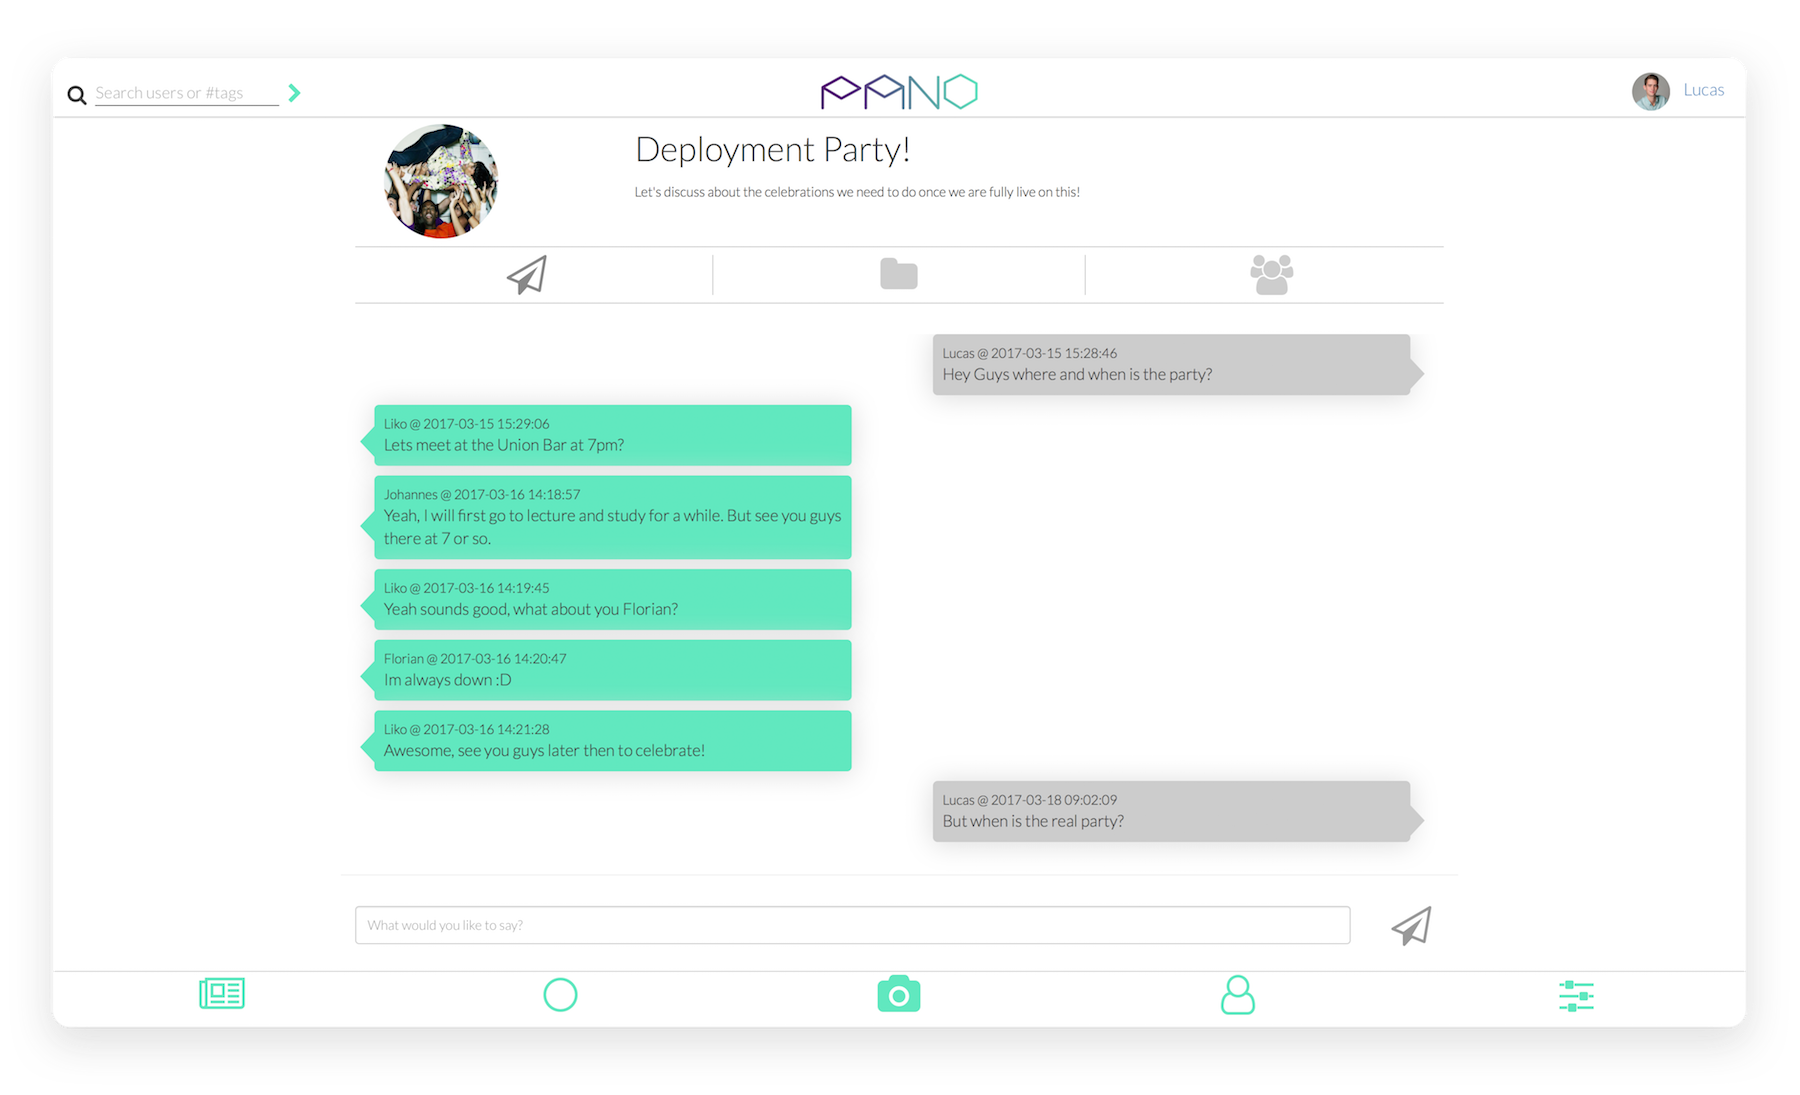 Search users or #tags
PANO
Lucas
Deployment Party!
Let's discuss about the celebrations we need to do once we are fully live on this!
Lucas @ 2017-03-15 15:28:46
Hey Guys where and when is the party?
Liko @ 2017-03-15 15:29:06
Lets meet at the Union Bar at 7pm?
Johannes @ 2017-03-16 14:18:57
Yeah, I will first go to lecture and study for a while. But see you guys
there at 7 or so.
Liko @ 2017-03-16 14:19:45
Yeah sounds good, what about you Florian?
Florian @ 2017-03-16 14:20:47
Im always down :D
Liko @ 2017-03-16 14:21:28
Awesome, see you guys later then to celebrate!
Lucas @ 2017-03-18 09:02:09
But when is the real party?
What would you like to say?